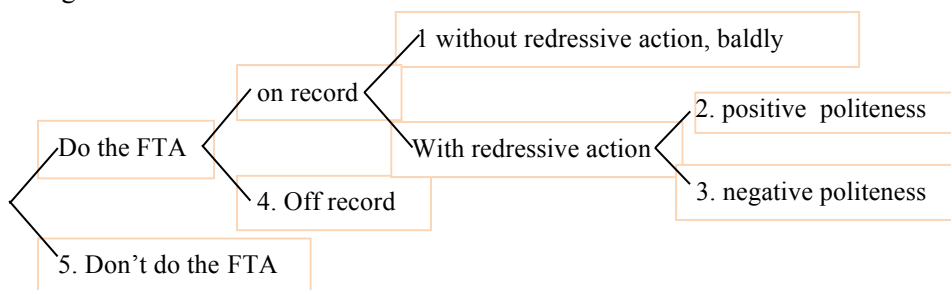 1 without redressive action, baldly
on record
2. positive politeness
Do the FTA
With redressive action
4. Off record
3. negative politeness
5. Don't do the FTA